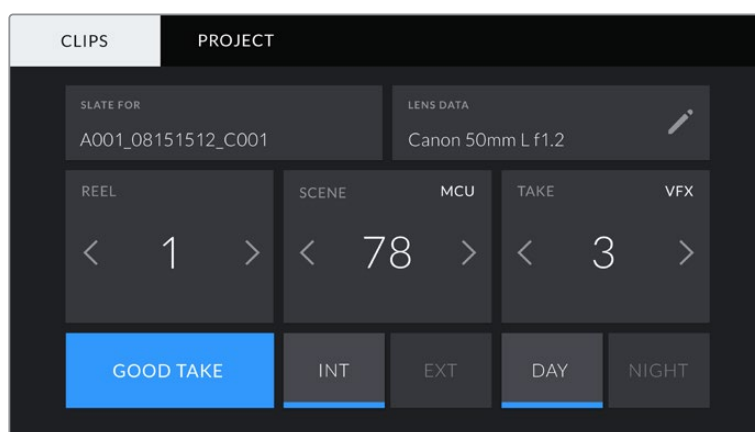 CLIPS PROJECT
SLATE FOR LENS DATA
A001_08151512_C001 Canon 50mm L f1.2
REEL SCENE MCU TAKE VFX
1 78 3
GOOD TAKE INT EXT DAY NIGHT